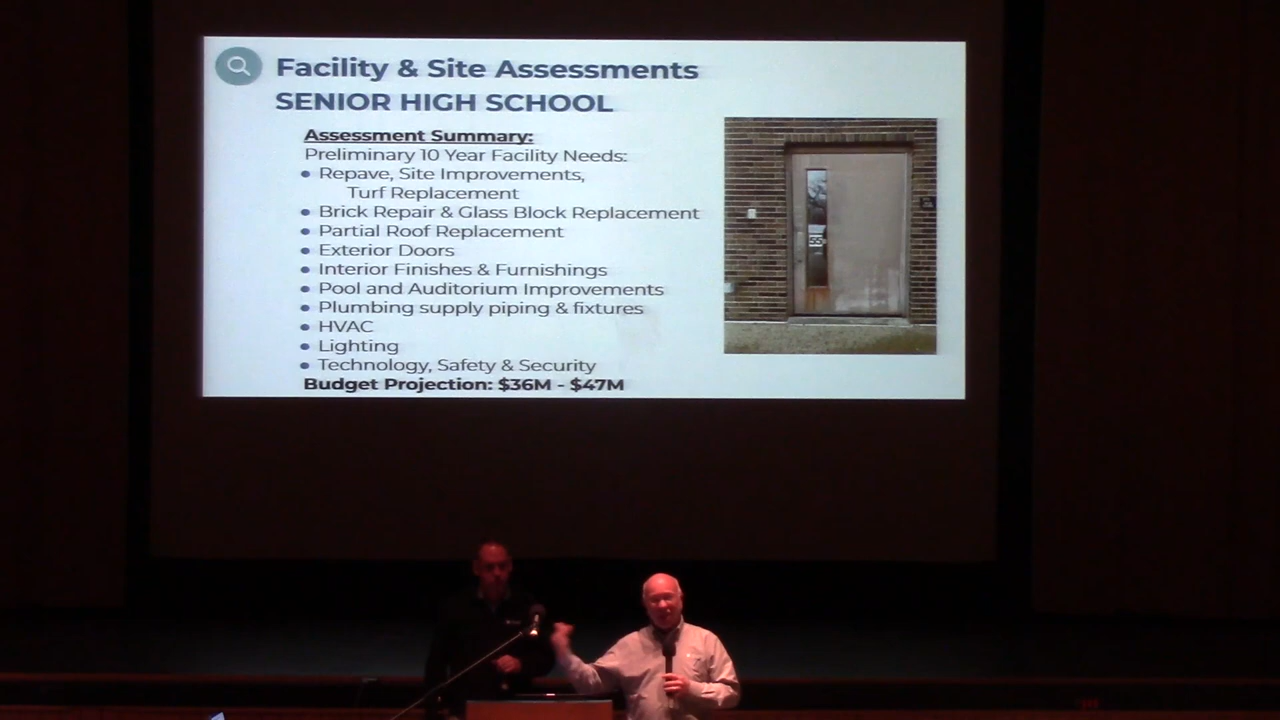 Facility & Site Assessments
SENIOR HIGH SCHOOL
Assessment Summary:
Preliminary 10 Year Facility Needs:
• Repave, Site Improvements,
Turf Replacement
• Brick Repair & Glass Block Replacement
• Partial Roof Replacement
• Exterior Doors
• Interior Finishes & Furnishings
• Pool and Auditorium Improvements
• Plumbing supply piping & fixtures
• HVAC
• Lighting
• Technology, Safety & Security
Budget Projection: $36M - $47M